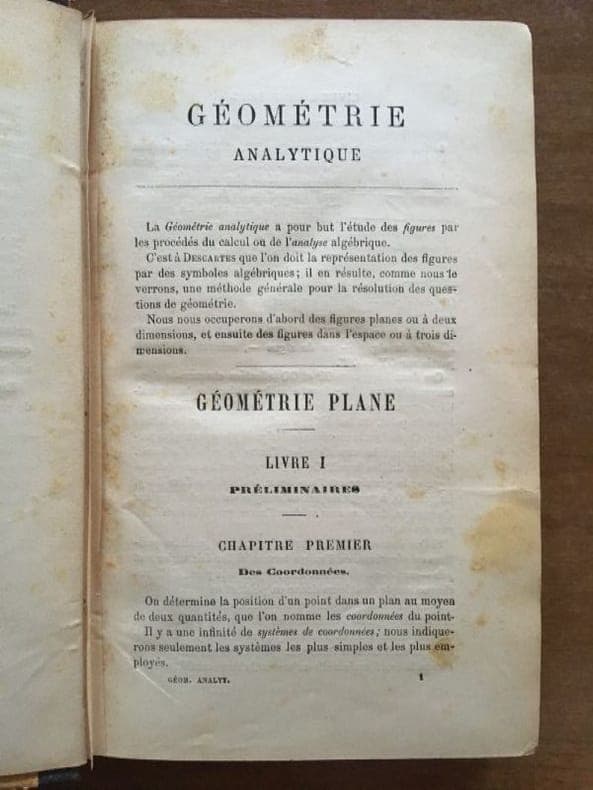 GÉOMÉTRIE
ANALYTIQUE
La Géométrie analytique a pour but l'étude des figures par
les procédés du calcul ou de l'analyse algébrique.
C'est à DESCARTES que l'on doit la représentation des figures
par des symboles algébriques; il en résulte, comme nous le
verrons, une méthode générale pour la résolution des ques-
tions de géométrie.
Nous nous occuperons d'abord des figures planes ou à deux
dimensions, et ensuite des figures dans l'espace ou à trois di-
mensions.
GÉOMÉTRIE PLANE
LIVRE I
PRÉLIMINAIRES
CHAPITRE PREMIER
Des Coordonnées.
On détermine la position d'un point dans un plan au moyen
de deux quantités, que l'on nomme les coordonnées du point-
Il y a une infinité de systèmes de coordonnées; nous indique-
rons seulement les systèmes les plus simples et les plus em-
ployés.
GÉOM. ANALYT. 1